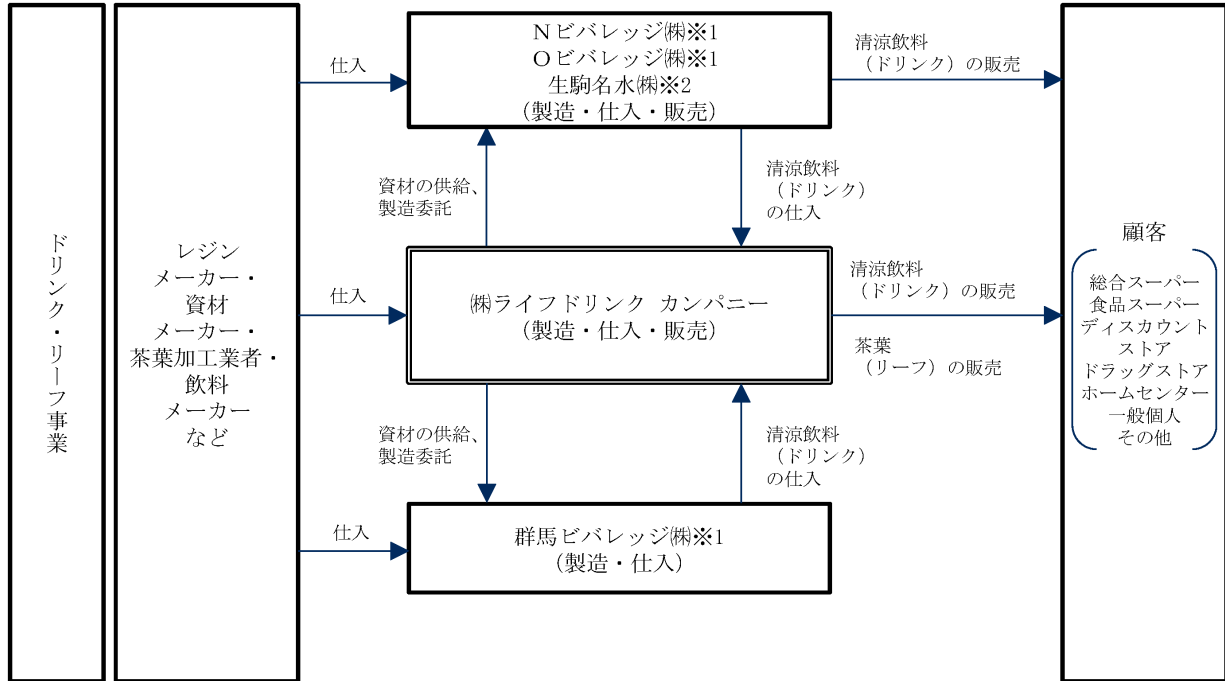 ドリンク・リーフ事業
レジン
メーカー・
資材
メーカー・
茶葉加工業者・
飲料
メーカー
など
仕入
Ｎビバレッジ㈱※1
Ｏビバレッジ㈱※1
生駒名水㈱※2
（製造・仕入・販売）
清涼飲料
（ドリンク）の販売
資材の供給、
製造委託
清涼飲料
（ドリンク）
の仕入
仕入
㈱ライフドリンク カンパニー
（製造・仕入・販売）
清涼飲料
（ドリンク）の販売
茶葉
（リーフ）の販売
資材の供給、
製造委託
清涼飲料
（ドリンク）
の仕入
仕入
群馬ビバレッジ㈱※1
（製造・仕入）
顧客
総合スーパー
食品スーパー
ディスカウント
ストア
ドラッグストア
ホームセンター
一般個人
その他